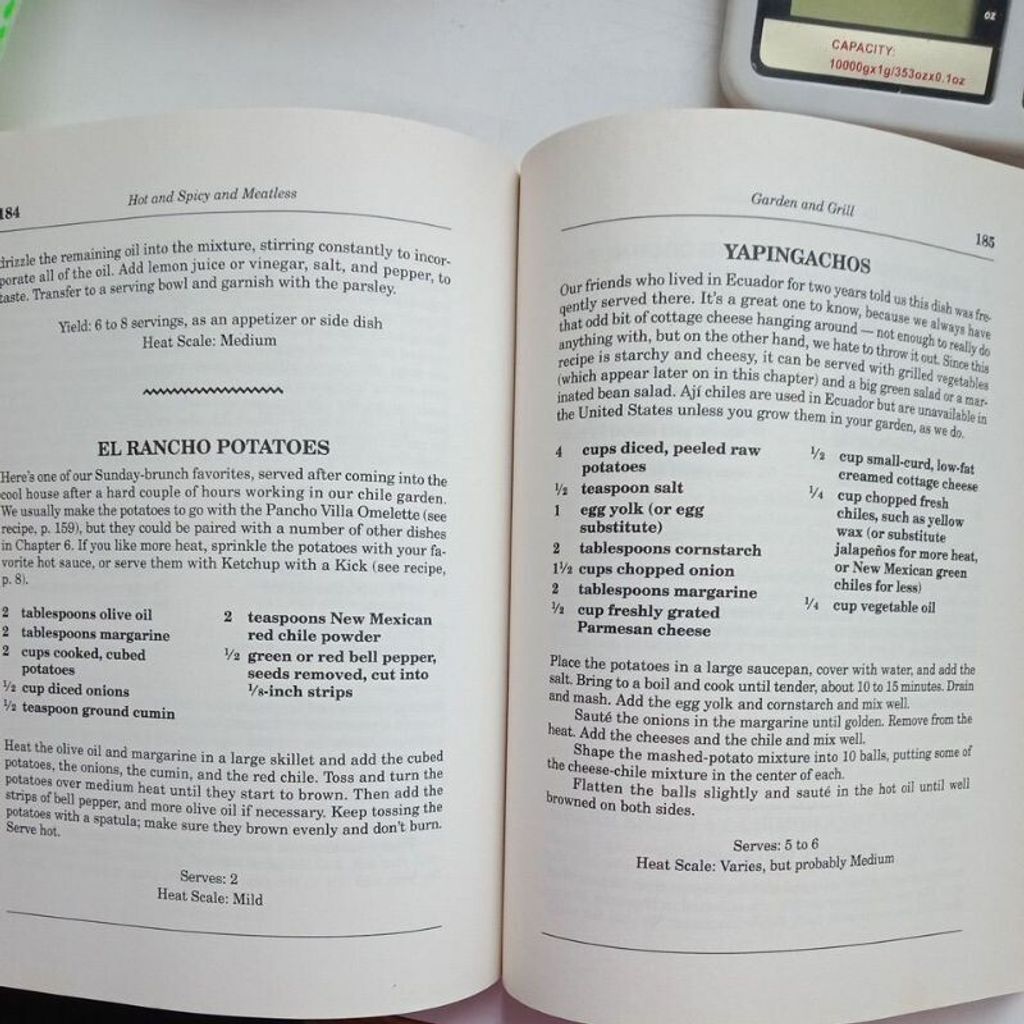 oz
CAPACITY:
10000gx1g/353ozx0.1oz
184
Hot and Spicy and Meatless
drizzle the remaining oil into the mixture, stirring constantly to incor-
porate all of the oil. Add lemon juice or vinegar, salt, and pepper, to
taste. Transfer to a serving bowl and garnish with the parsley.
Yield: 6 to 8 servings, as an appetizer or side dish
Heat Scale: Medium
EL RANCHO POTATOES
Here's one of our Sunday-brunch favorites, served after coming into the
cool house after a hard couple of hours working in our chile garden.
We usually make the potatoes to go with the Pancho Villa Omelette (see
recipe, p. 159), but they could be paired with a number of other dishes
in Chapter 6. If you like more heat, sprinkle the potatoes with your fa-
vorite hot sauce, or serve them with Ketchup with a Kick (see recipe,
p. 8).
2 tablespoons olive oil
2 tablespoons margarine
2 cups cooked, cubed
potatoes
½ cup diced onions
½ teaspoon ground cumin
2 teaspoons New Mexican
red chile powder
½ green or red bell pepper,
seeds removed, cut into
⅛-inch strips
Heat the olive oil and margarine in a large skillet and add the cubed
potatoes, the onions, the cumin, and the red chile. Toss and turn the
potatoes over medium heat until they start to brown. Then add the
strips of bell pepper, and more olive oil if necessary. Keep tossing the
potatoes with a spatula; make sure they brown evenly and don't burn.
Serve hot.
Serves: 2
Heat Scale: Mild
Garden and Grill
185
YAPINGACHOS
Our friends who lived in Ecuador for two years told us this dish was fre-
quently served there. It's a great one to know, because we always have
that odd bit of cottage cheese hanging around — not enough to really do
anything with, but on the other hand, we hate to throw it out. Since this
recipe is starchy and cheesy, it can be served with grilled vegetables
(which appear later on in this chapter) and a big green salad or a mar-
inated bean salad. Ají chiles are used in Ecuador but are unavailable in
the United States unless you grow them in your garden, as we do.
4 cups diced, peeled raw
potatoes
½ teaspoon salt
1 egg yolk (or egg
substitute)
2 tablespoons cornstarch
1½ cups chopped onion
2 tablespoons margarine
½ cup freshly grated
Parmesan cheese
½ cup small-curd, low-fat
creamed cottage cheese
¼ cup chopped fresh
chiles, such as yellow
wax (or substitute
jalapeños for more heat,
or New Mexican green
chiles for less)
¼ cup vegetable oil
Place the potatoes in a large saucepan, cover with water, and add the
salt. Bring to a boil and cook until tender, about 10 to 15 minutes. Drain
and mash. Add the egg yolk and cornstarch and mix well.
Sauté the onions in the margarine until golden. Remove from the
heat. Add the cheeses and the chile and mix well.
Shape the mashed-potato mixture into 10 balls, putting some of
the cheese-chile mixture in the center of each.
Flatten the balls slightly and sauté in the hot oil until well
browned on both sides.
Serves: 5 to 6
Heat Scale: Varies, but probably Medium